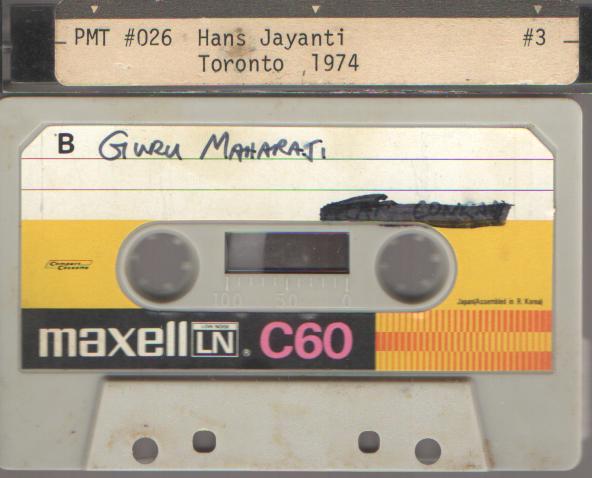 PMT #026 Hans Jayanti #3
Toronto 1974
B GURU MAHARAJI
Compact Cassette
100 50 0
Japan(Assembled in R. Korea)
maxell LOW NOISE LN ® C60